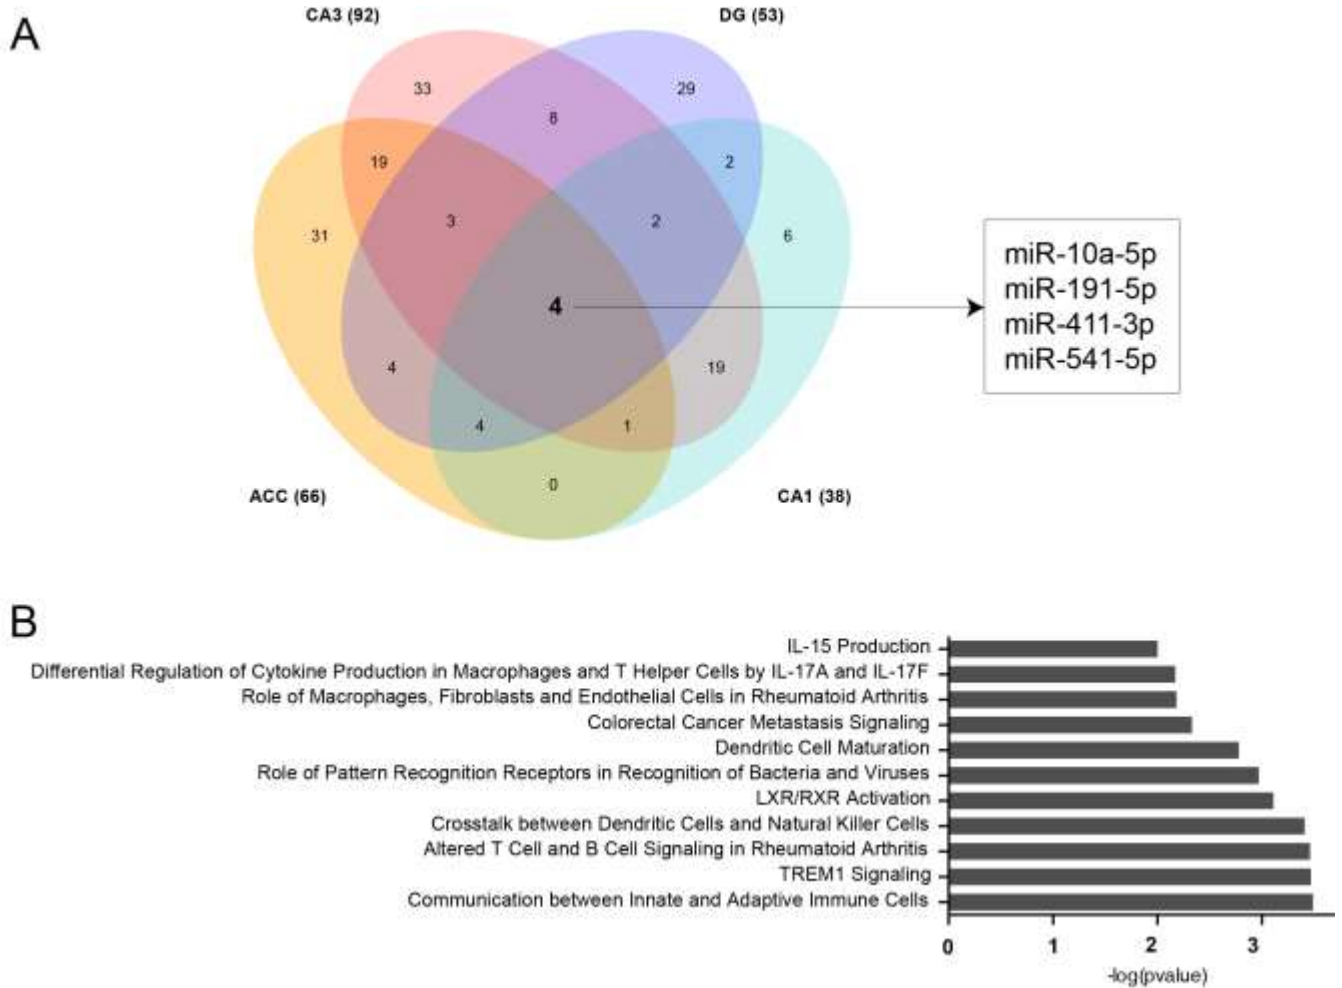 A
CA3 (92)
DG (53)
33
29
8
19
2
3
2
31
6
4
4
19
4
1
0
ACC (66)
CA1 (38)
miR-10a-5p
miR-191-5p
miR-411-3p
miR-541-5p
B
IL-15 Production
Differential Regulation of Cytokine Production in Macrophages and T Helper Cells by IL-17A and IL-17F
Role of Macrophages, Fibroblasts and Endothelial Cells in Rheumatoid Arthritis
Colorectal Cancer Metastasis Signaling
Dendritic Cell Maturation
Role of Pattern Recognition Receptors in Recognition of Bacteria and Viruses
LXR/RXR Activation
Crosstalk between Dendritic Cells and Natural Killer Cells
Altered T Cell and B Cell Signaling in Rheumatoid Arthritis
TREM1 Signaling
Communication between Innate and Adaptive Immune Cells
0 1 2 3
-log(pvalue)